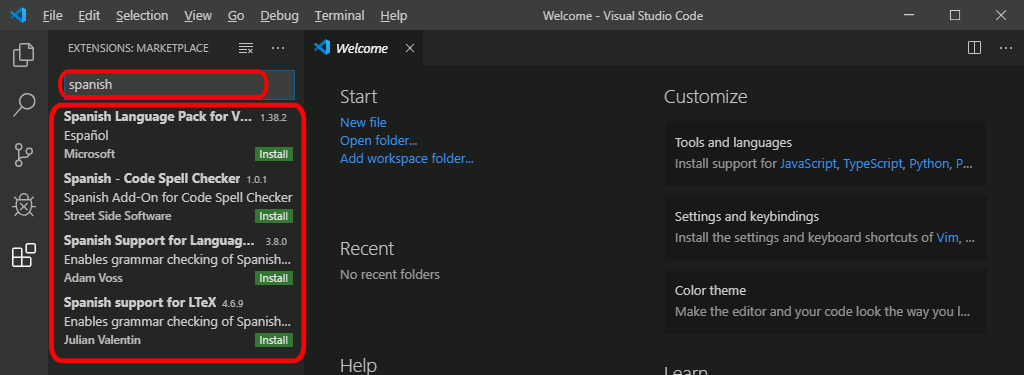 File Edit Selection View Go Debug Terminal Help Welcome - Visual Studio Code
EXTENSIONS: MARKETPLACE
spanish
Spanish Language Pack for V... 1.38.2
Español
Microsoft Install
Spanish - Code Spell Checker 1.0.1
Spanish Add-On for Code Spell Checker
Street Side Software Install
Spanish Support for Languag... 3.8.0
Enables grammar checking of Spanish...
Adam Voss Install
Spanish support for LTeX 4.6.9
Enables grammar checking of Spanish...
Julian Valentin Install
Welcome
Start
New file
Open folder...
Add workspace folder...
Recent
No recent folders
Help
Customize
Tools and languages
Install support for JavaScript, TypeScript, Python, P...
Settings and keybindings
Install the settings and keyboard shortcuts of Vim, ...
Color theme
Make the editor and your code look the way you l...
Learn